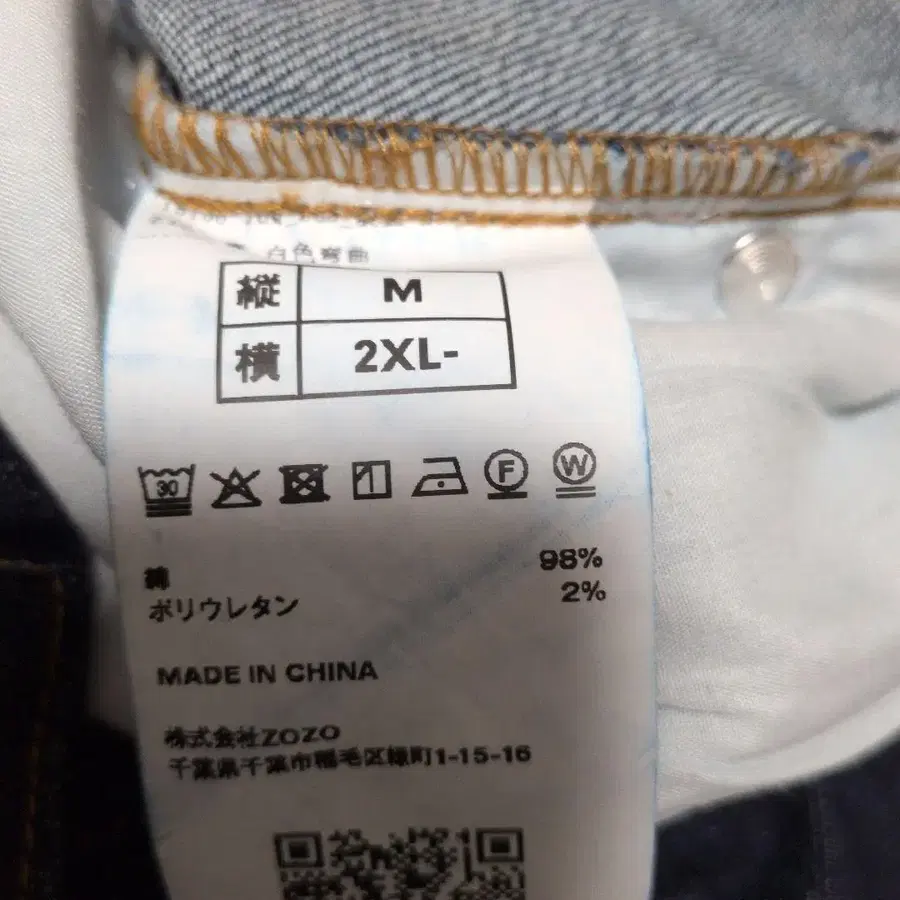 白色弯曲
縦 M
横 2XL-
30 F W
綿 98%
ポリウレタン 2%
MADE IN CHINA
株式会社ZOZO
千葉県千葉市稲毛区緑町1-15-16